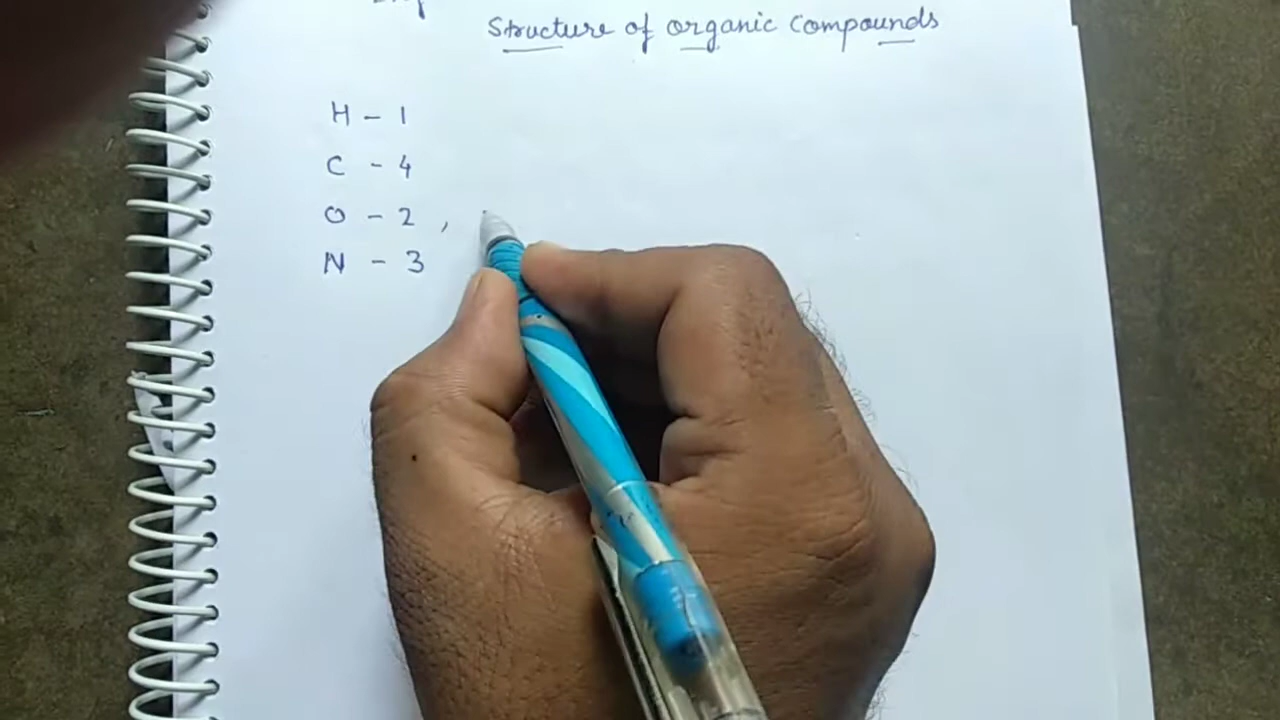 Structure of organic compounds
H - 1
C - 4
O - 2 ,
N - 3